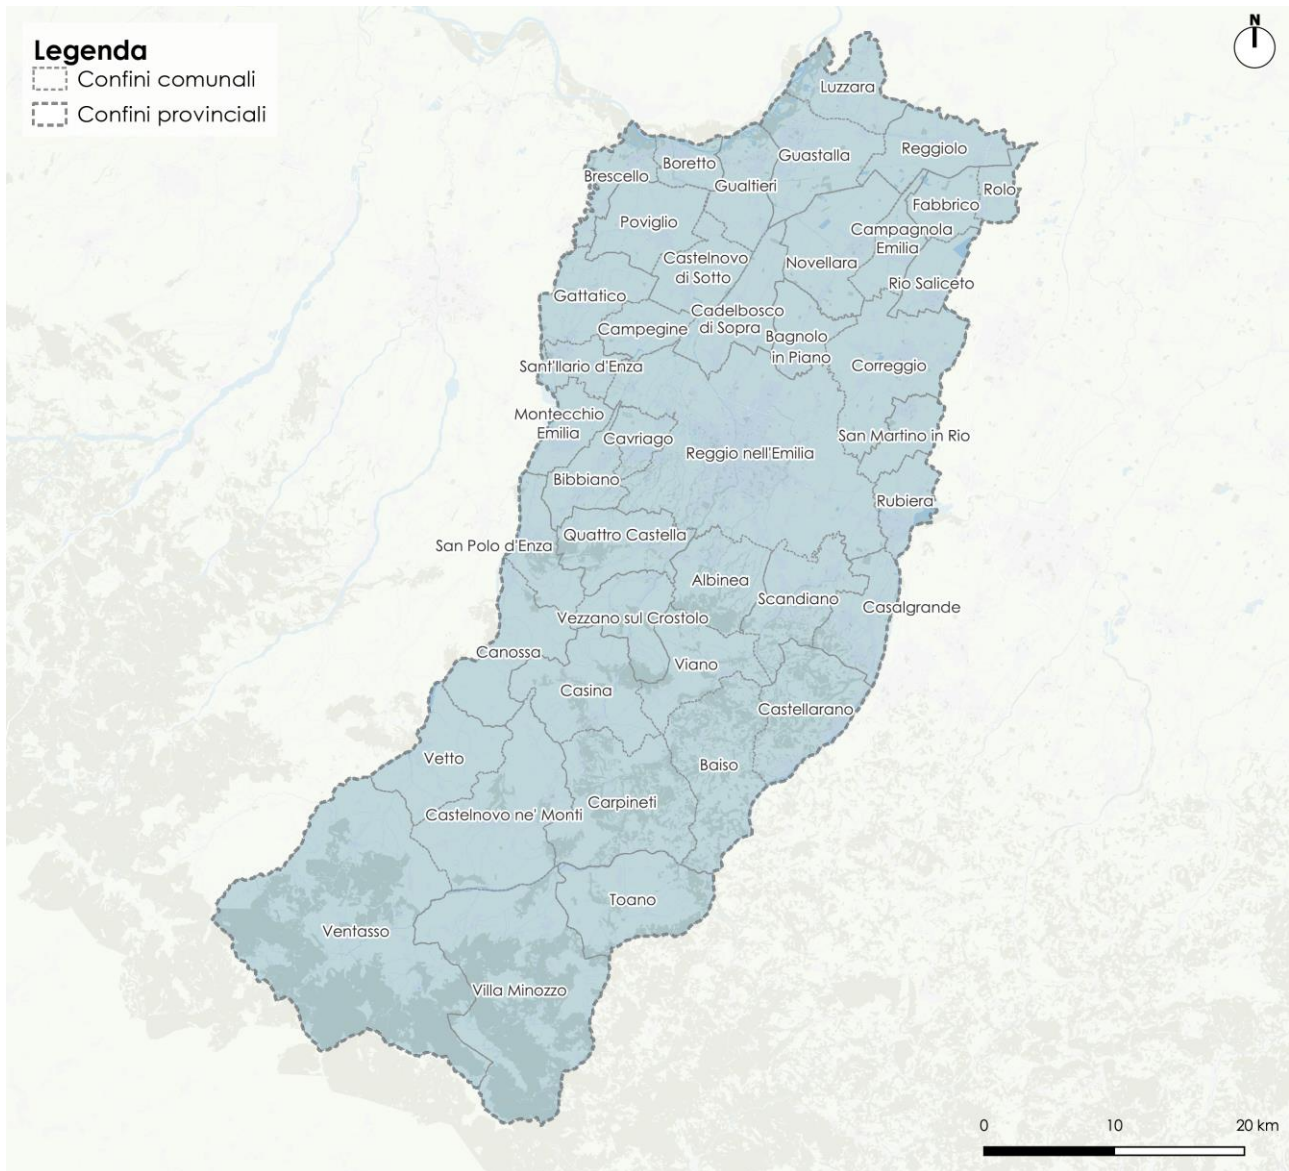 Legenda
Confini comunali
Confini provinciali
N
Luzzara
Guastalla
Reggiolo
Boretto
Brescello
Gualtieri
Rolo
Fabbrico
Poviglio
Campagnola
Emilia
Castelnovo
di Sotto
Novellara
Rio Saliceto
Gattatico
Cadelbosco
di Sopra
Campegine
Bagnolo
in Piano
Sant'Ilario d'Enza
Correggio
Montecchio
Emilia
Cavriago
San Martino in Rio
Reggio nell'Emilia
Bibbiano
Rubiera
Quattro Castella
San Polo d'Enza
Albinea
Scandiano
Casalgrande
Vezzano sul Crostolo
Canossa
Viano
Casina
Castellarano
Vetto
Baiso
Carpineti
Castelnovo ne' Monti
Toano
Ventasso
Villa Minozzo
0 10 20 km